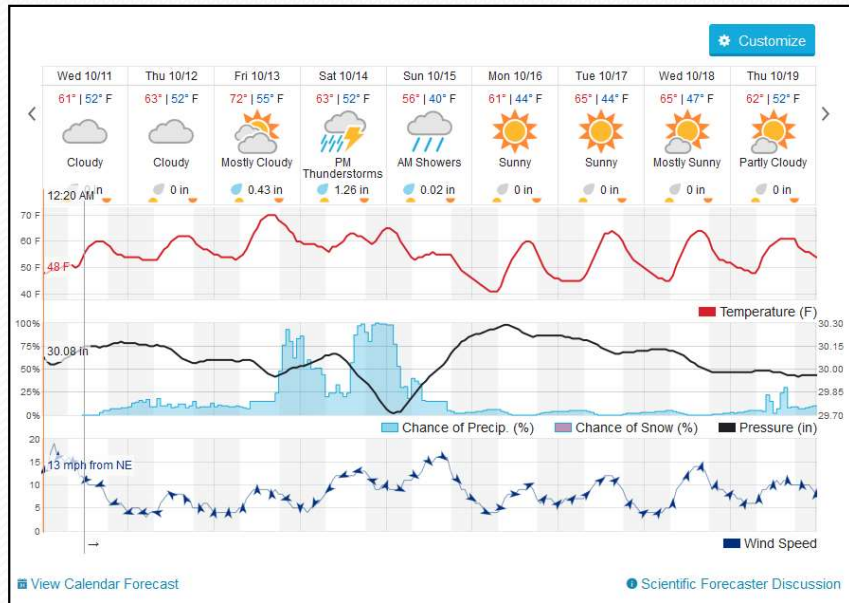 Customize
Wed 10/11 Thu 10/12 Fri 10/13 Sat 10/14 Sun 10/15 Mon 10/16 Tue 10/17 Wed 10/18 Thu 10/19
61° | 52° F 63° | 52° F 72° | 55° F 63° | 52° F 56° | 40° F 61° | 44° F 65° | 44° F 65° | 47° F 62° | 52° F
Cloudy Cloudy Mostly Cloudy PM Thunderstorms AM Showers Sunny Sunny Mostly Sunny Partly Cloudy
0 in 0 in 0.43 in 1.26 in 0.02 in 0 in 0 in 0 in 0 in
12:20 AM
70 F
60 F
50 F
48 F
40 F
Temperature (F)
100% 30.30
75% 30.15
30.08 in
50% 30.00
25% 29.85
0% 29.70
Chance of Precip. (%) Chance of Snow (%) Pressure (in)
20
15
13 mph from NE
10
5
0
→
Wind Speed
View Calendar Forecast Scientific Forecaster Discussion